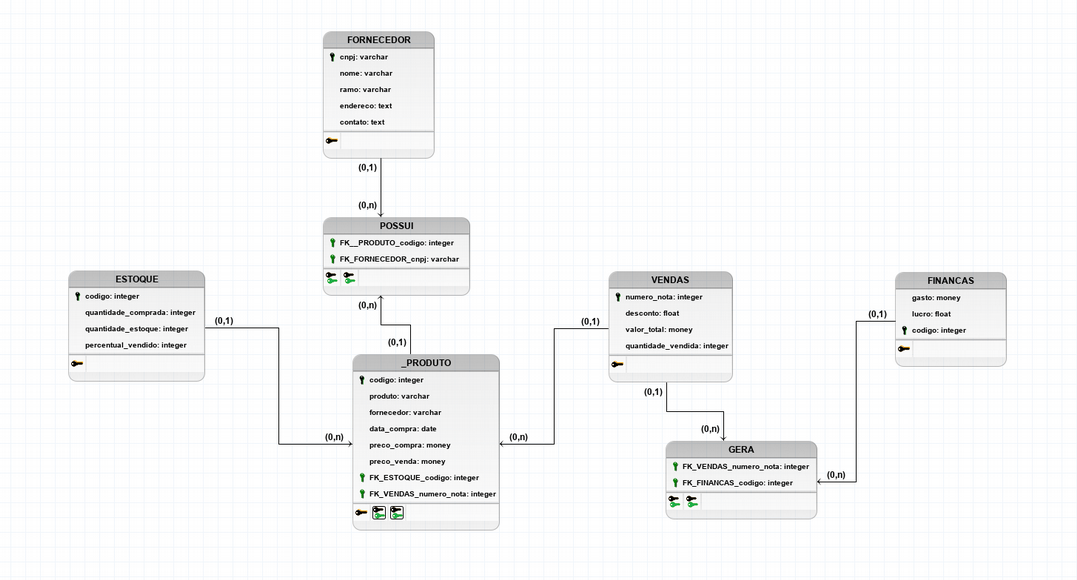 FORNECEDOR
cnpj: varchar
nome: varchar
ramo: varchar
endereco: text
contato: text
(0,1)
(0,n)
POSSUI
FK__PRODUTO_codigo: integer
FK_FORNECEDOR_cnpj: varchar
(0,n)
(0,1)
ESTOQUE
codigo: integer
quantidade_comprada: integer
quantidade_estoque: integer
percentual_vendido: integer
(0,1)
(0,n)
_PRODUTO
codigo: integer
produto: varchar
fornecedor: varchar
data_compra: date
preco_compra: money
preco_venda: money
FK_ESTOQUE_codigo: integer
FK_VENDAS_numero_nota: integer
(0,n)
(0,1)
VENDAS
numero_nota: integer
desconto: float
valor_total: money
quantidade_vendida: integer
(0,1)
(0,n)
GERA
FK_VENDAS_numero_nota: integer
FK_FINANCAS_codigo: integer
(0,n)
(0,1)
FINANCAS
gasto: money
lucro: float
codigo: integer